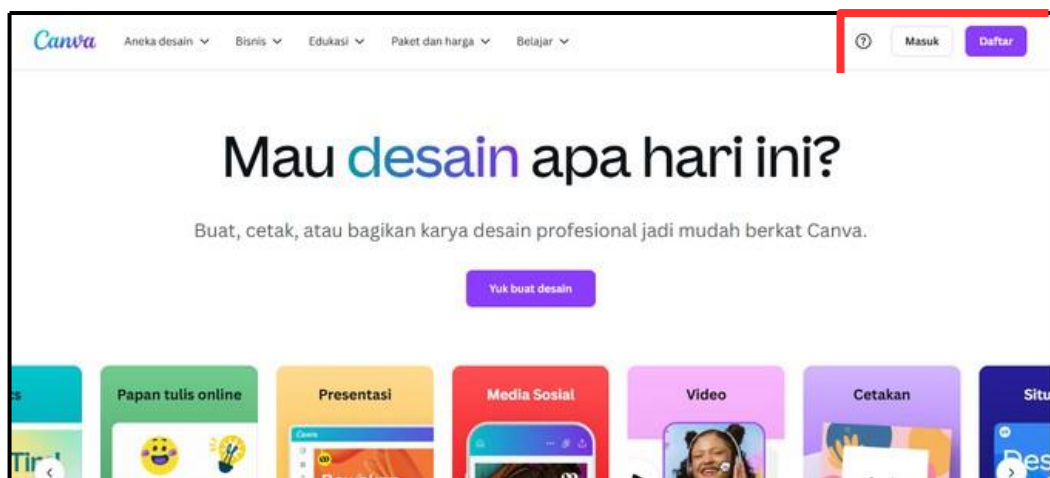 Canva Aneka desain Bisnis Edukasi Paket dan harga Belajar Masuk Daftar
Mau desain apa hari ini?
Buat, cetak, atau bagikan karya desain profesional jadi mudah berkat Canva.
Yuk buat desain
Papan tulis online Presentasi Media Sosial Video Cetakan Situ
Canva